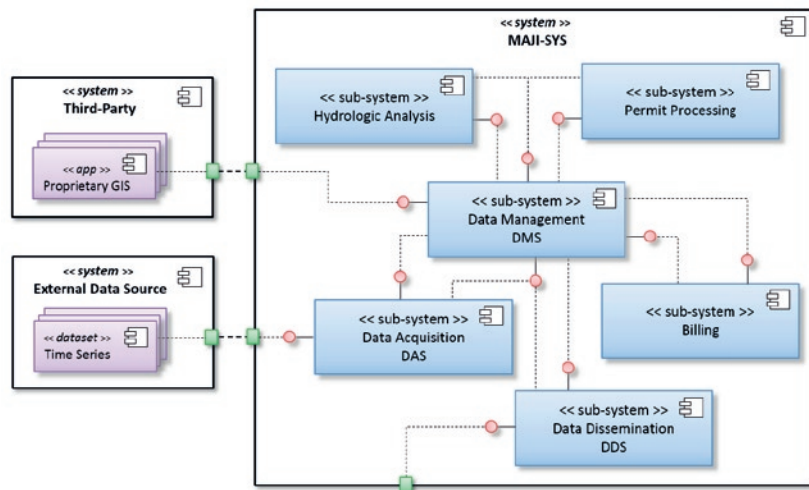 << system >>
MAJI-SYS
<< system >>
Third-Party
<< app >>
Proprietary GIS
<< system >>
External Data Source
<< dataset >>
Time Series
<< sub-system >>
Hydrologic Analysis
<< sub-system >>
Permit Processing
<< sub-system >>
Data Management
DMS
<< sub-system >>
Data Acquisition
DAS
<< sub-system >>
Billing
<< sub-system >>
Data Dissemination
DDS